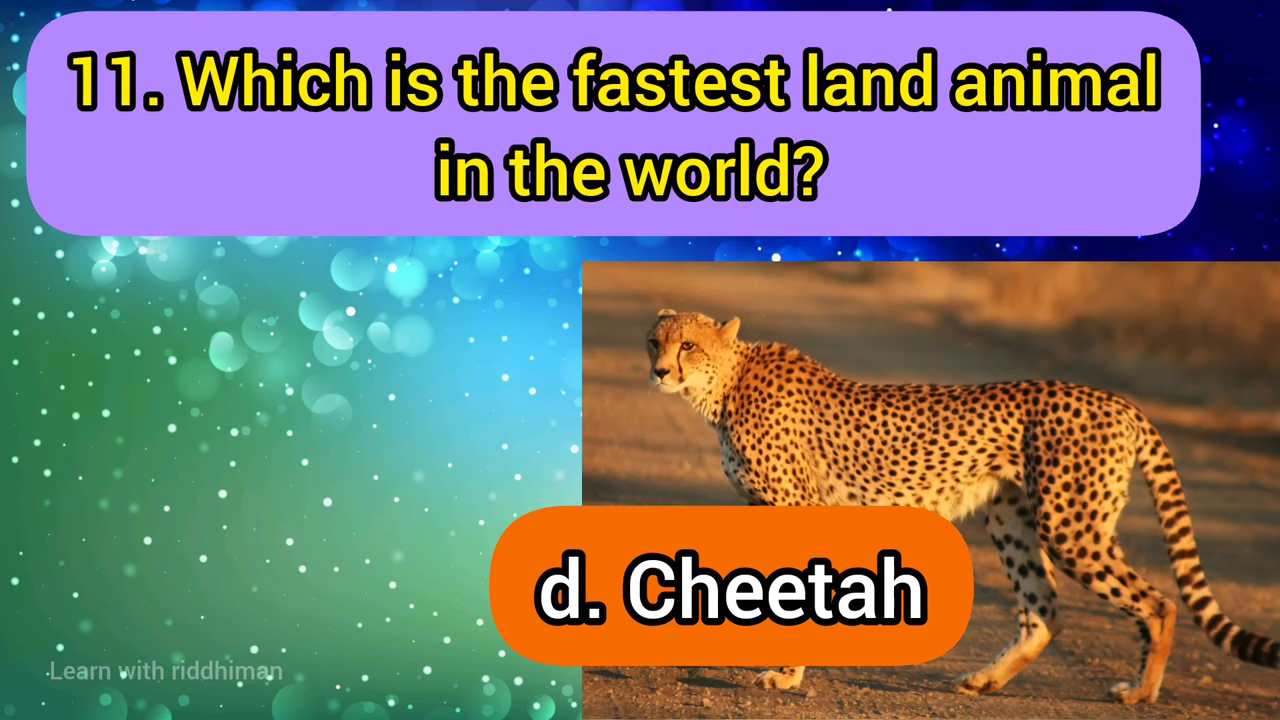 11. Which is the fastest land animal
in the world?
d. Cheetah
Learn with riddhiman